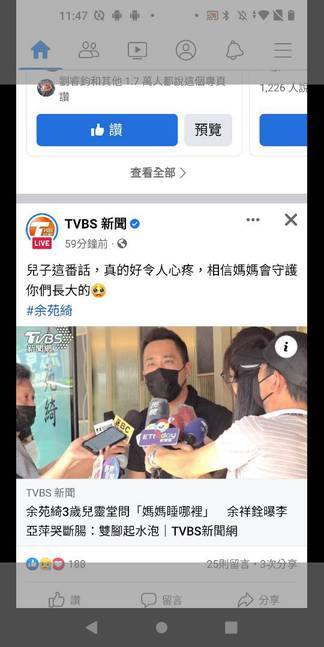 11:47
劉睿鈞和其他 1.7 萬人都說這個專頁
讚
1,226 人說
讚
預覽
查看全部
TVBS 新聞
LIVE
59分鐘前
兒子這番話，真的好令人心疼，相信媽媽會守護
你們長大的🥺
#余苑綺
TVBS
新聞網
苑綺
EBC
ETtoday
TVBS 新聞
余苑綺3歲兒靈堂問「媽媽睡哪裡」 余祥銓曝李
亞萍哭斷腸：雙腳起水泡｜TVBS新聞網
188
25則留言・3次分享
讚
留言
分享